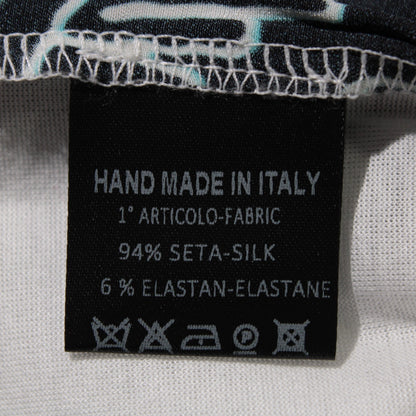 HAND MADE IN ITALY
1° ARTICOLO-FABRIC
94% SETA-SILK
6 % ELASTAN-ELASTANE
P